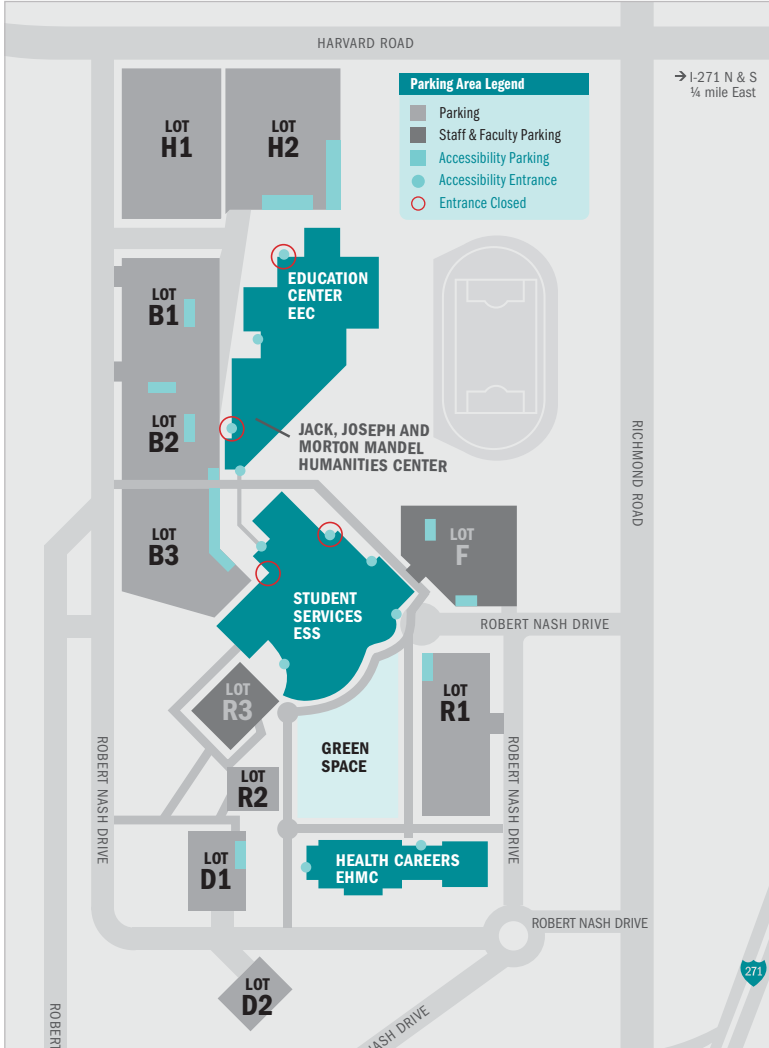 HARVARD ROAD
→ I-271 N & S
¼ mile East
Parking Area Legend
Parking
Staff & Faculty Parking
Accessibility Parking
Accessibility Entrance
Entrance Closed
LOT
H1
LOT
H2
EDUCATION
CENTER
EEC
LOT
B1
LOT
B2
JACK, JOSEPH AND
MORTON MANDEL
HUMANITIES CENTER
RICHMOND ROAD
LOT
B3
LOT
F
STUDENT
SERVICES
ESS
ROBERT NASH DRIVE
LOT
R3
LOT
R1
GREEN
SPACE
ROBERT NASH DRIVE
ROBERT NASH DRIVE
LOT
R2
LOT
D1
HEALTH CAREERS
EHMC
ROBERT NASH DRIVE
LOT
D2
271
ROBERT
NASH DRIVE